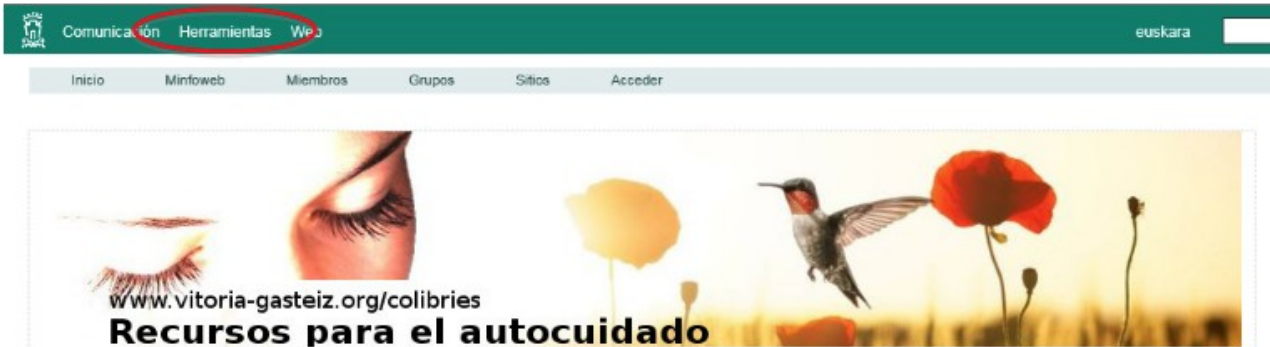 Comunicación Herramientas Web euskara
Inicio Minfoweb Miembros Grupos Sitios Acceder
www.vitoria-gasteiz.org/colibries
Recursos para el autocuidado